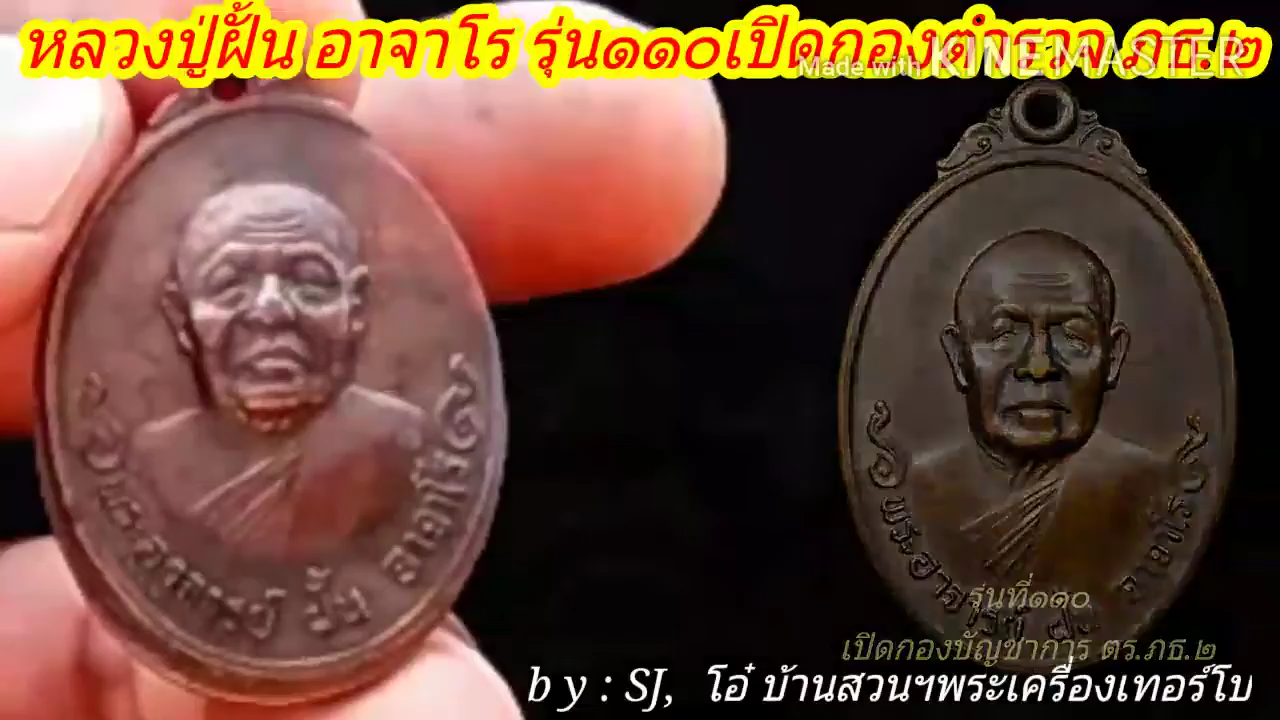 หลวงปู่ฝั้น อาจาโร รุ่น๑๑๐เปิดกองตำรวจ ภธ.๒
Made with KINEMASTER
พระอาจารย์ ฝั้น อาจาโร
พระอาจารย์ ฝั้น อาจาโร
รุ่นที่๑๑๐
เปิดกองบัญชาการ ตร.ภธ.๒
by : SJ, โอ๋ บ้านสวนฯพระเครื่องเทอร์โบ